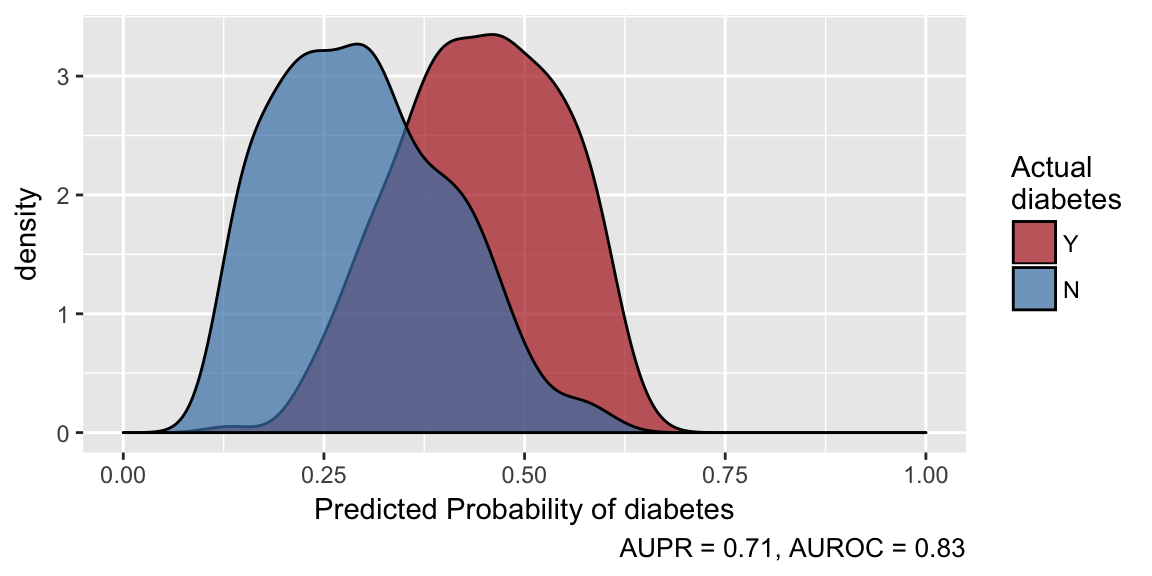 3
2
1
0
density
0.00 0.25 0.50 0.75 1.00
Predicted Probability of diabetes
AUPR = 0.71, AUROC = 0.83
Actual
diabetes
Y
N